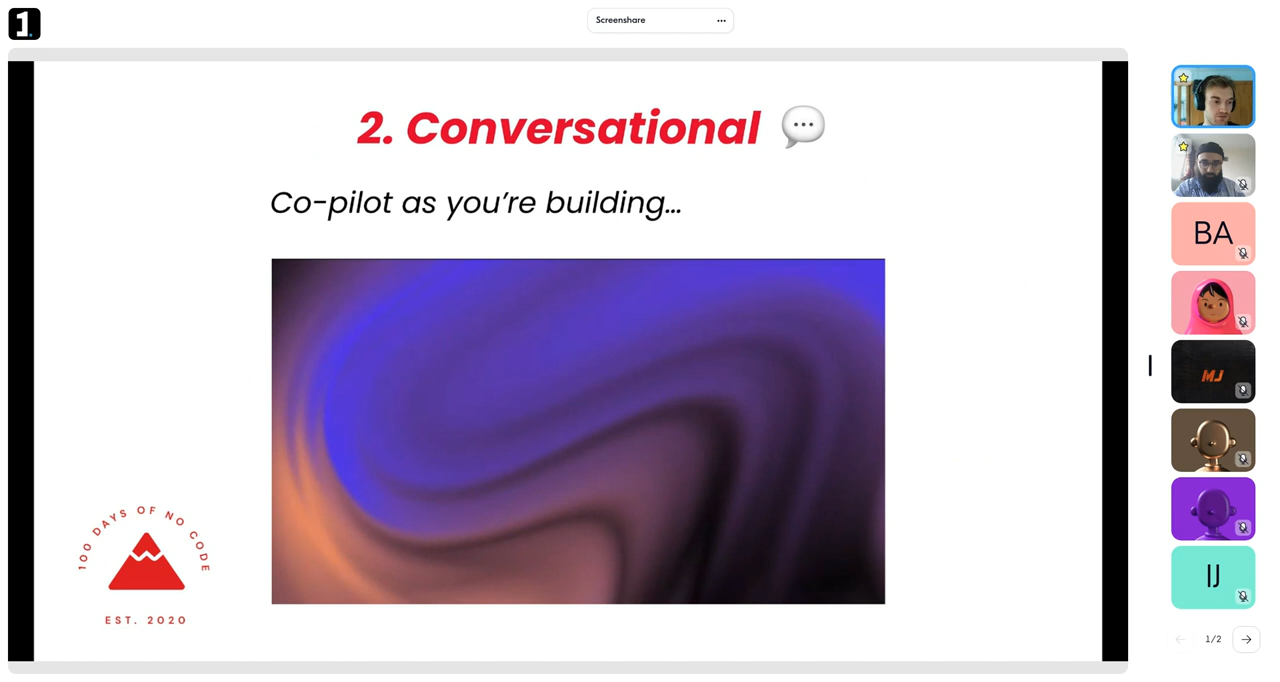 1.
Screenshare
2. Conversational
Co-pilot as you're building...
100 DAYS OF NO CODE
EST. 2020
BA
MJ
IJ
1/2